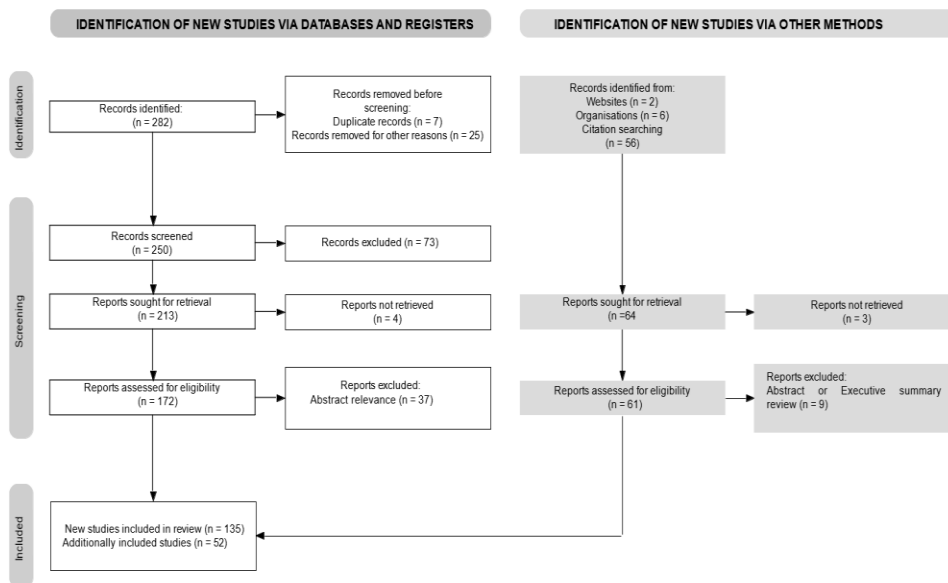 IDENTIFICATION OF NEW STUDIES VIA DATABASES AND REGISTERS
IDENTIFICATION OF NEW STUDIES VIA OTHER METHODS
Identification
Records identified:
(n = 282)
Records removed before
screening:
Duplicate records (n = 7)
Records removed for other reasons (n = 25)
Records identified from:
Websites (n = 2)
Organisations (n = 6)
Citation searching
(n = 56)
Screening
Records screened
(n = 250)
Records excluded (n = 73)
Reports sought for retrieval
(n = 213)
Reports not retrieved
(n = 4)
Reports sought for retrieval
(n =64
Reports not retrieved
(n = 3)
Reports assessed for eligibility
(n = 172)
Reports excluded:
Abstract relevance (n = 37)
Reports assessed for eligibility
(n = 61)
Reports excluded:
Abstract or Executive summary
review (n = 9)
Included
New studies included in review (n = 135)
Additionally included studies (n = 52)